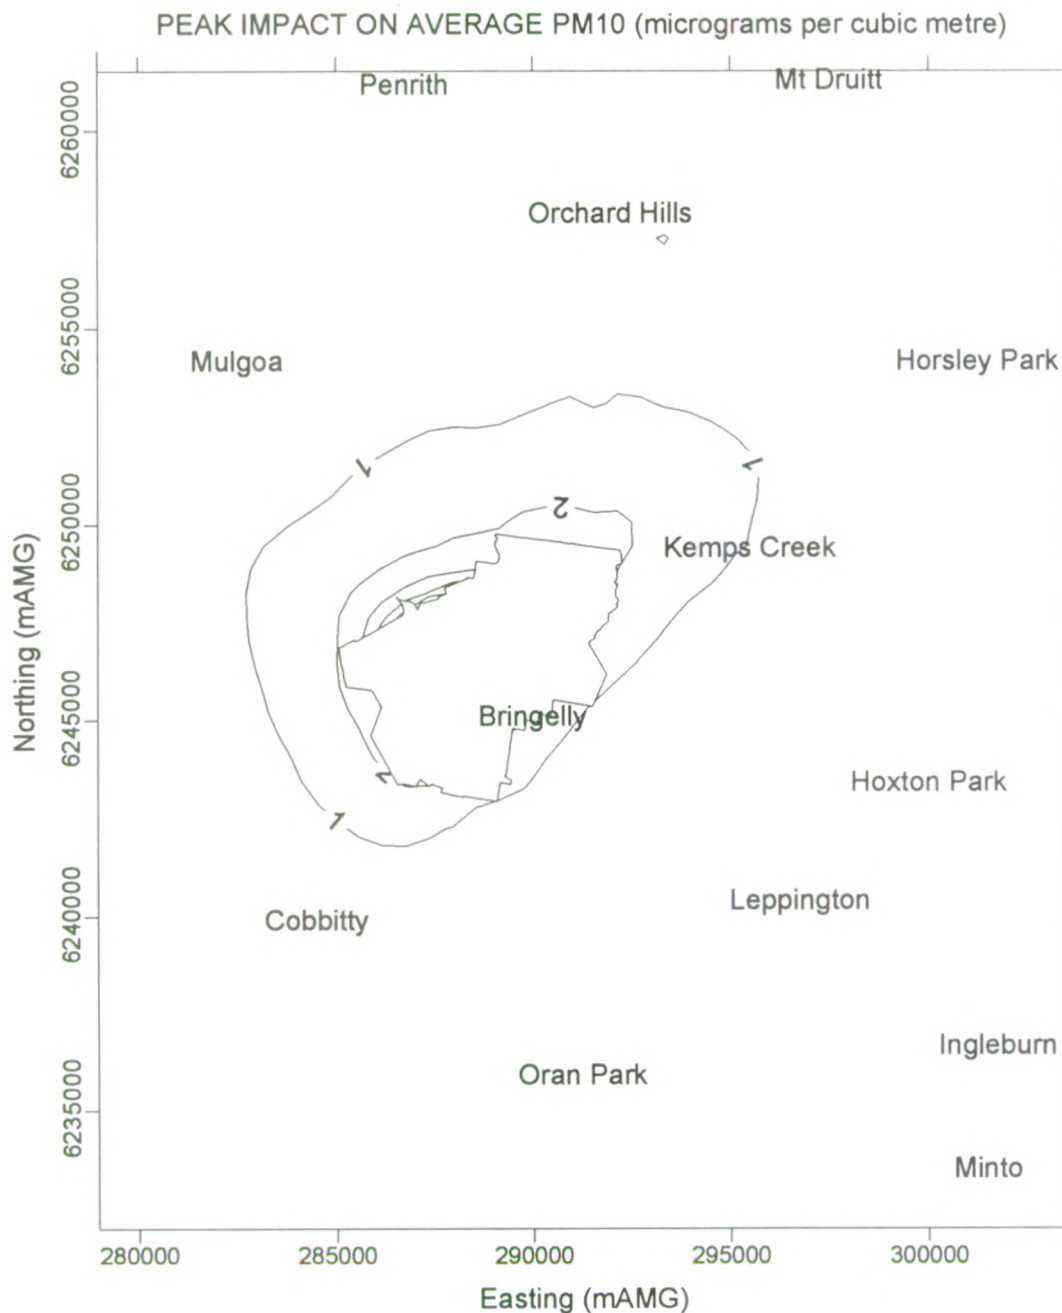 PEAK IMPACT ON AVERAGE PM10 (micrograms per cubic metre)
Penrith
Mt Druitt
6260000
Orchard Hills
6255000
Mulgoa
Horsley Park
1
1
2
6250000
Kemps Creek
Northing (mAMG)
6245000
Bringelly
2
Hoxton Park
1
Leppington
6240000
Cobbitty
Ingleburn
Oran Park
6235000
Minto
280000 285000 290000 295000 300000
Easting (mAMG)